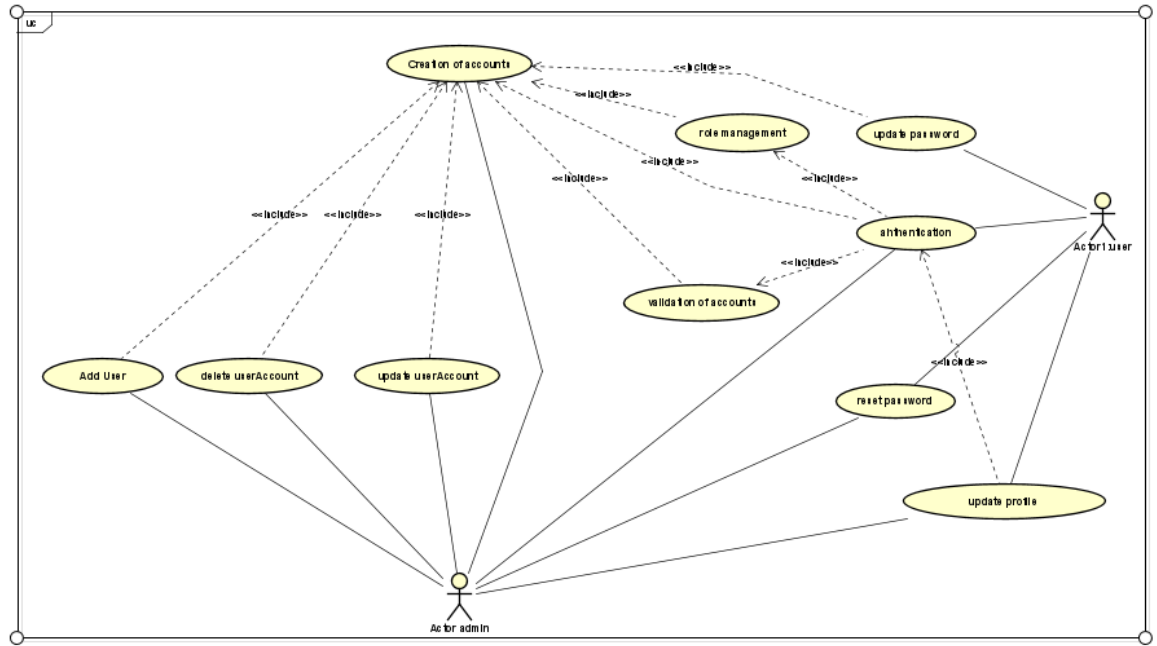 uc
Creation of accounts
<<include>>
<<include>>
role management
update password
<<include>>
<<include>>
<<include>>
<<include>>
<<include>>
<<include>>
authentication
Actor1:user
<<include>>
validation of accounts
<<include>>
Add User
delete userAccount
update userAccount
reset password
update profile
Actor admin